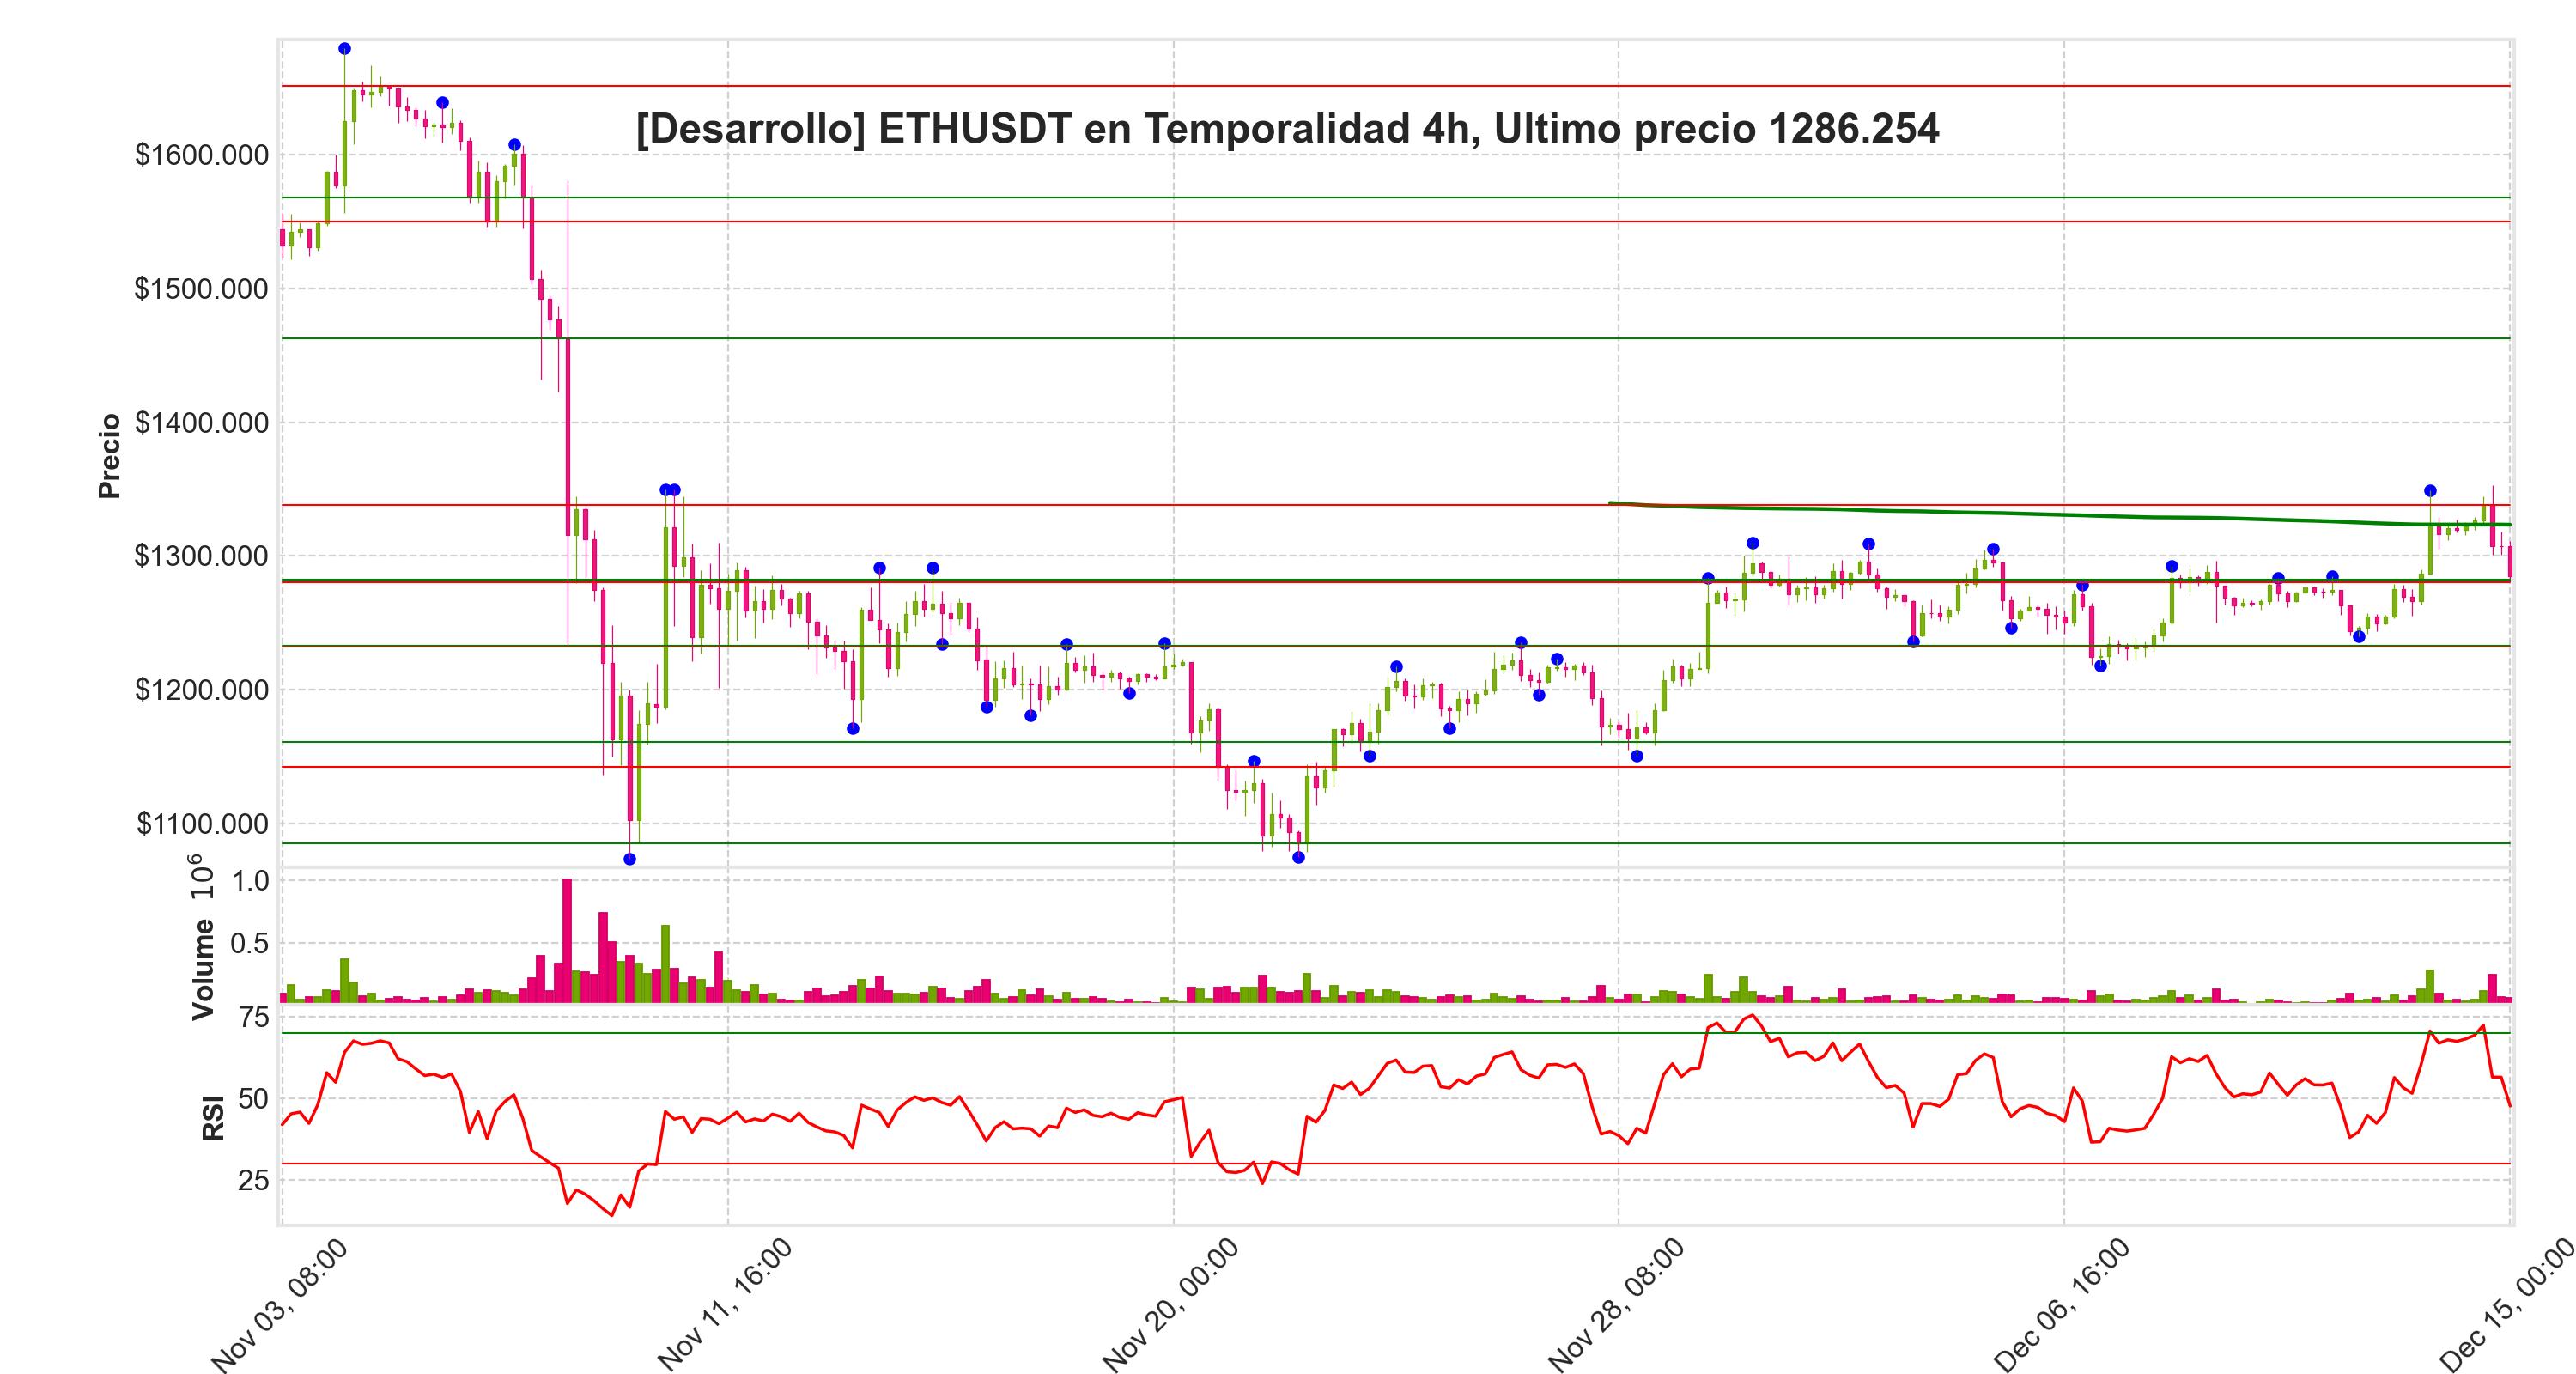 [Desarrollo] ETHUSDT en Temporalidad 4h, Ultimo precio 1286.254
Precio
$1600.000
$1500.000
$1400.000
$1300.000
$1200.000
$1100.000
Volume 10^6
1.0
0.5
RSI
75
50
25
Nov 03, 08:00
Nov 11, 16:00
Nov 20, 00:00
Nov 28, 08:00
Dec 06, 16:00
Dec 15, 00:00